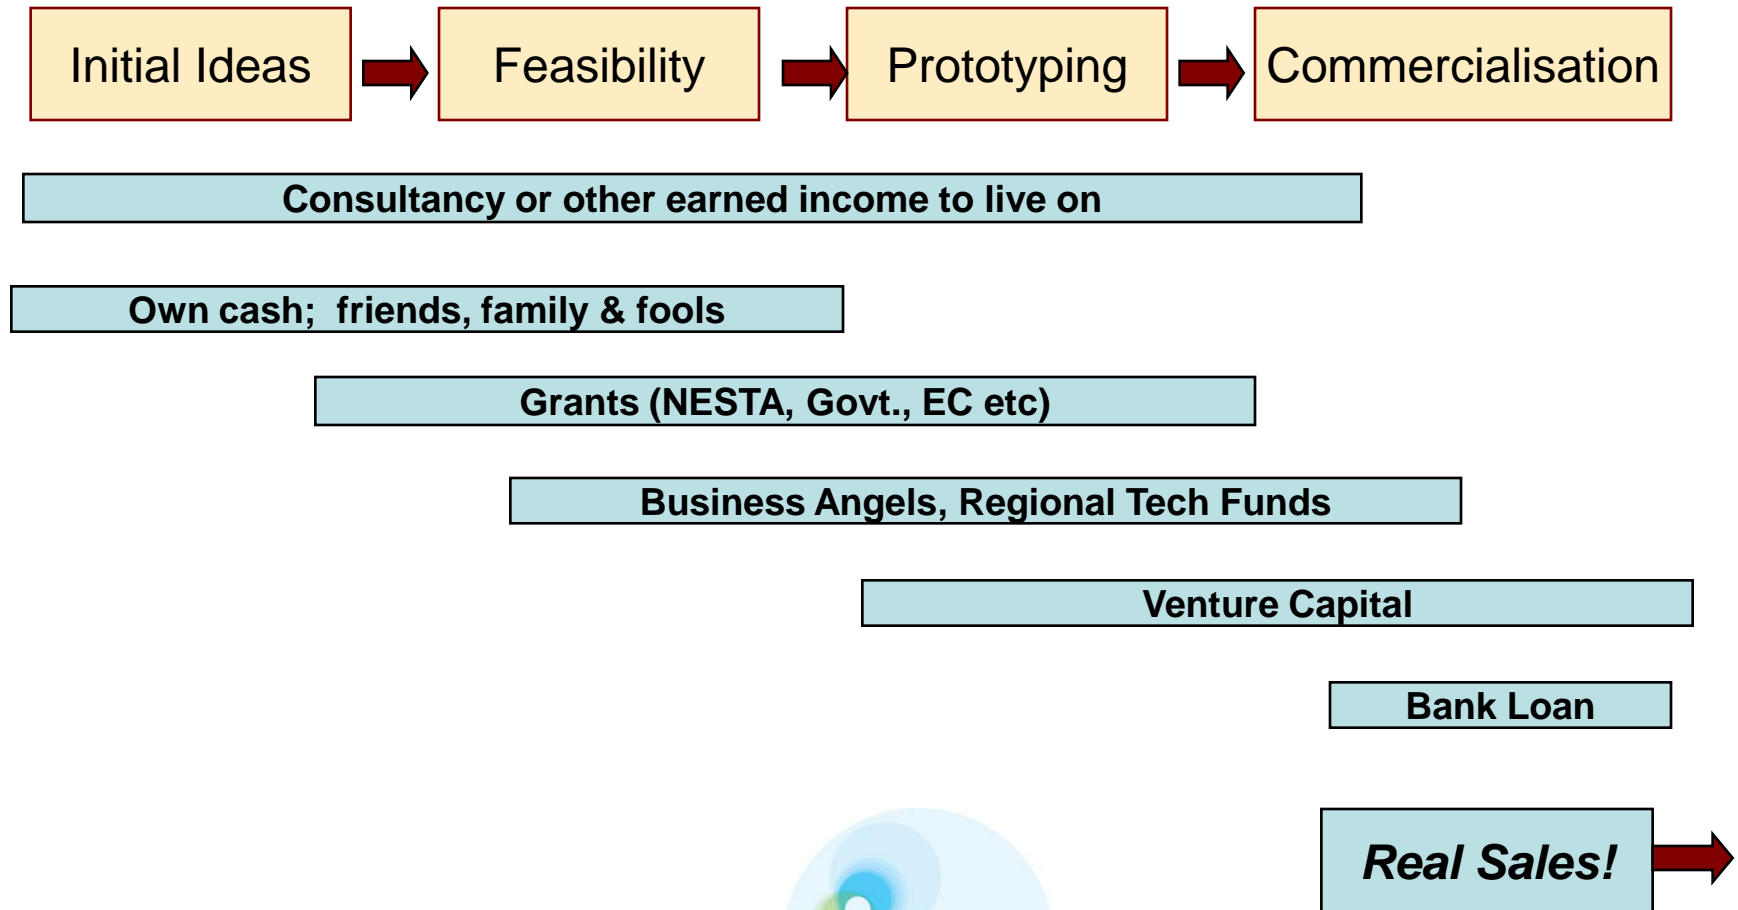 Initial Ideas
Feasibility
Prototyping
Commercialisation
Consultancy or other earned income to live on
Own cash; friends, family & fools
Grants (NESTA, Govt., EC etc)
Business Angels, Regional Tech Funds
Venture Capital
Bank Loan
Real Sales!